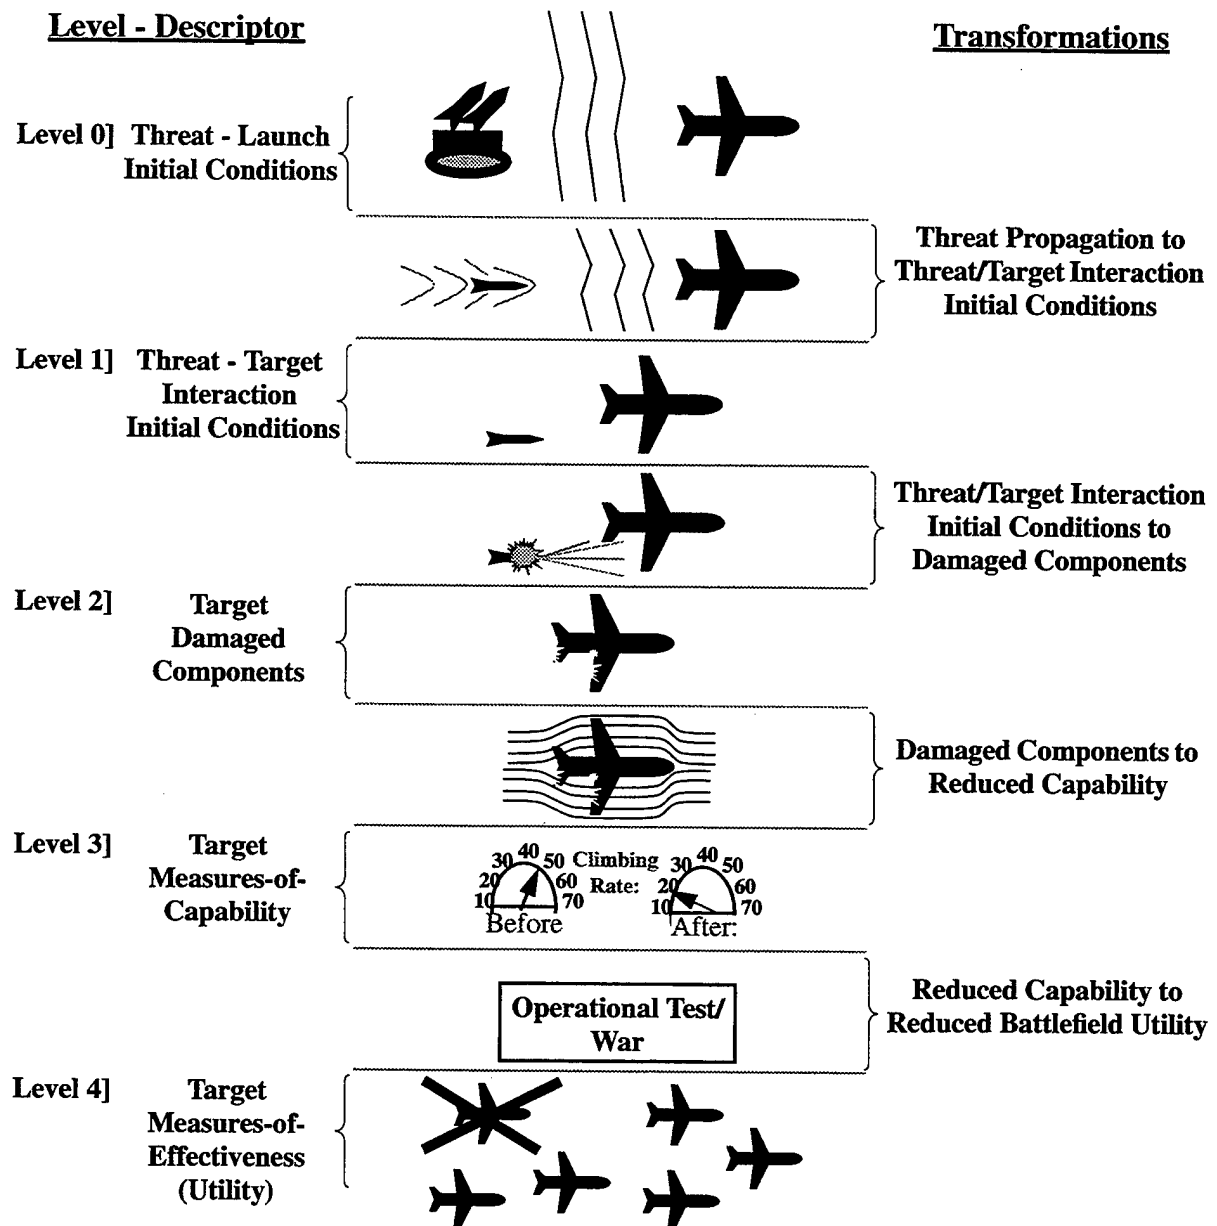 Level - Descriptor
Transformations
Level 0] Threat - Launch
Initial Conditions
Threat Propagation to
Threat/Target Interaction
Initial Conditions
Level 1] Threat - Target
Interaction
Initial Conditions
Threat/Target Interaction
Initial Conditions to
Damaged Components
Level 2] Target
Damaged
Components
Damaged Components to
Reduced Capability
Level 3] Target
Measures-of-
Capability
10 20 30 40 50 60 70
Before
Climbing
Rate:
10 20 30 40 50 60 70
After:
Reduced Capability to
Reduced Battlefield Utility
Operational Test/
War
Level 4] Target
Measures-of-
Effectiveness
(Utility)